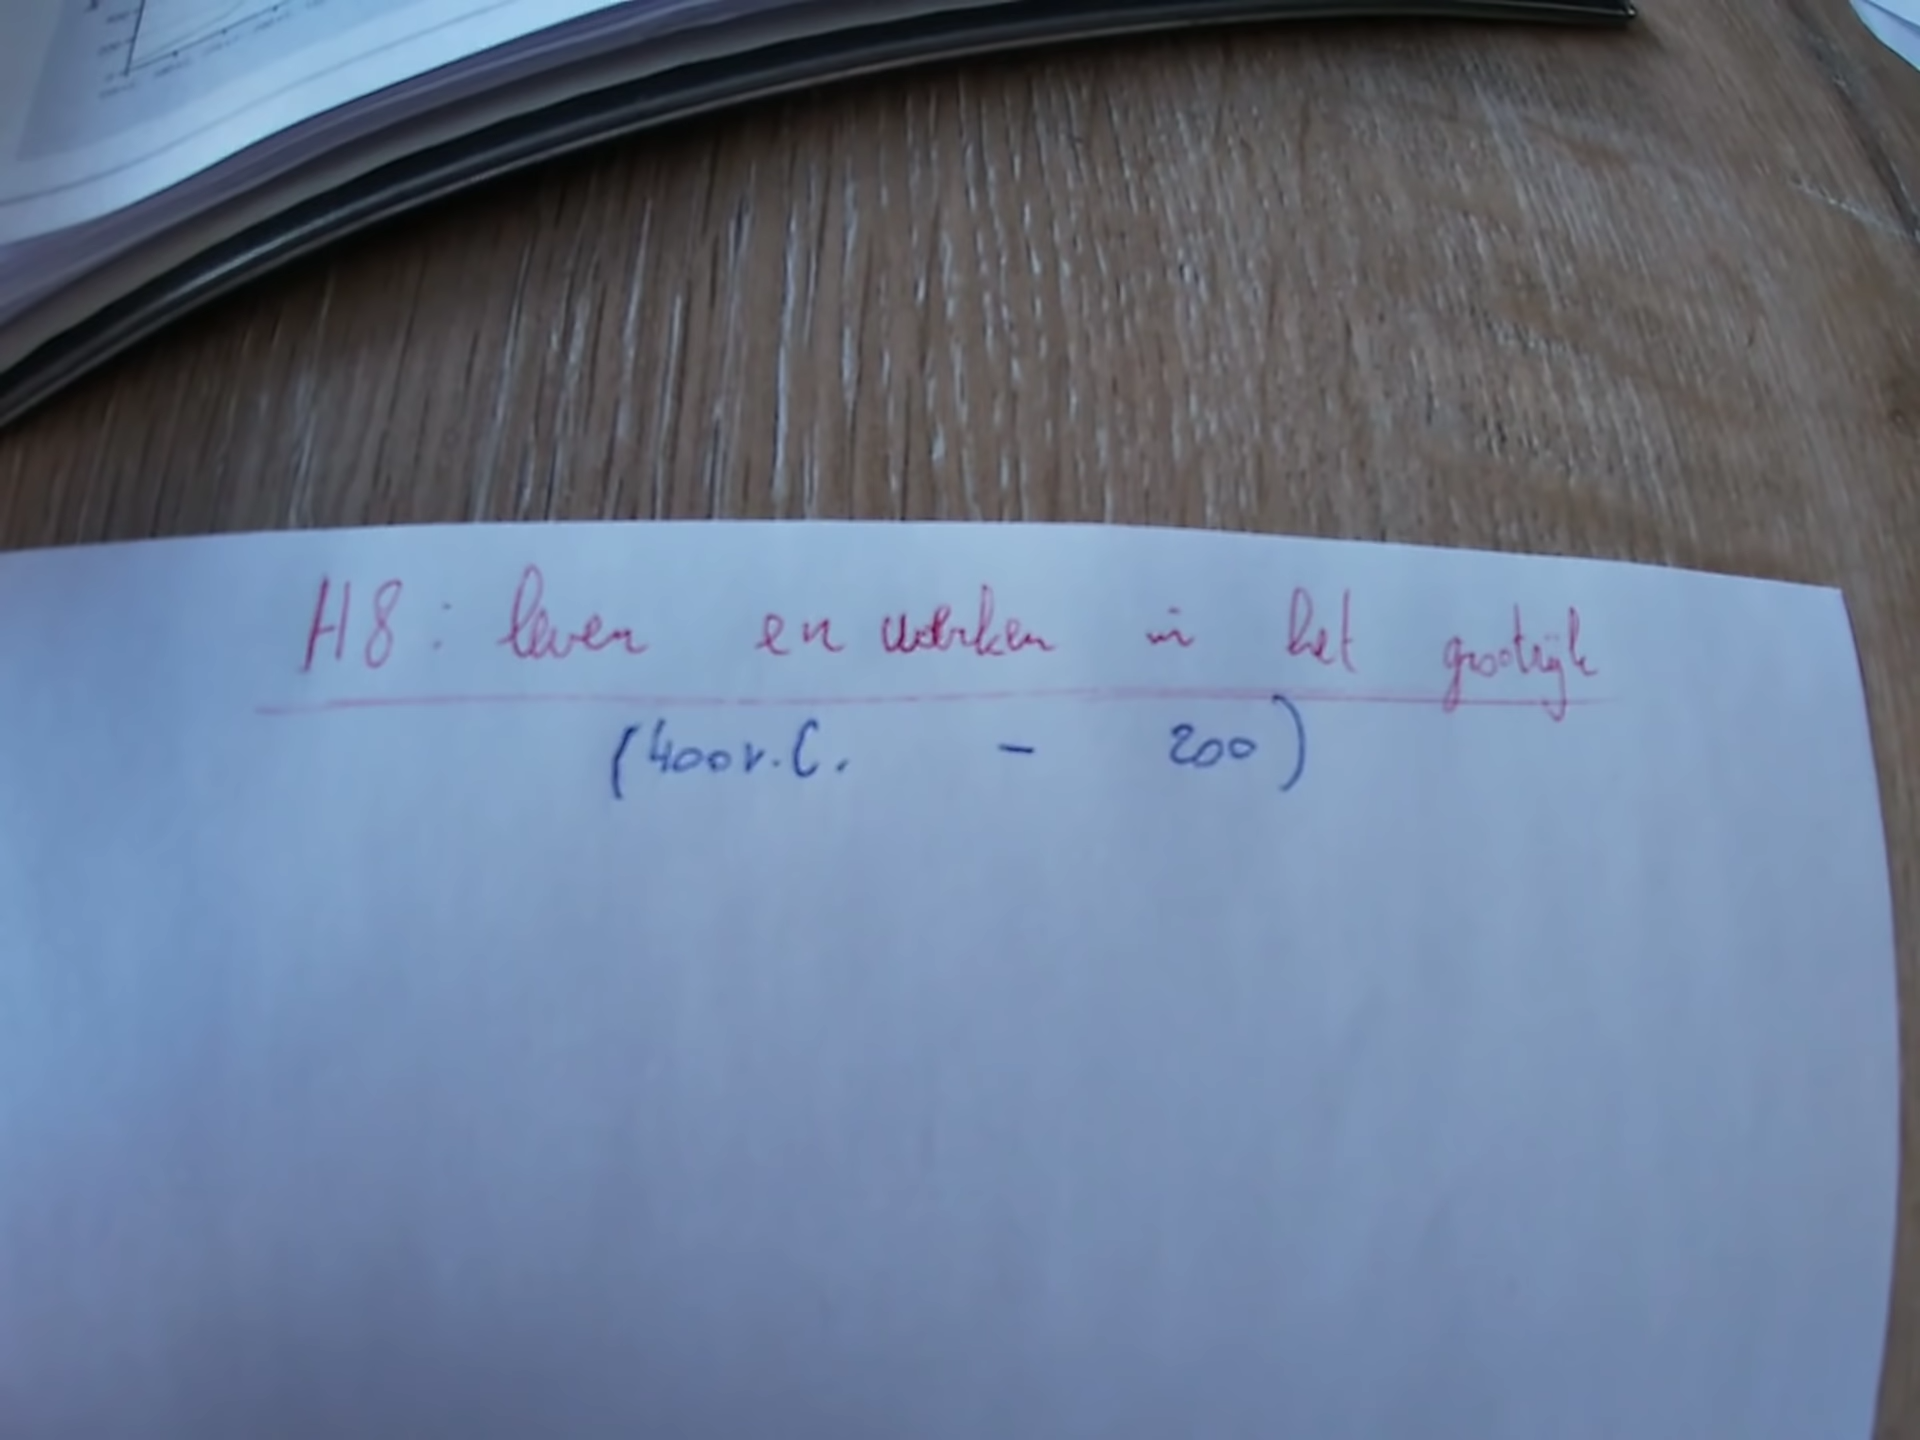 H8: leven en werken in het grootrijk
(400 v.C. - 200)